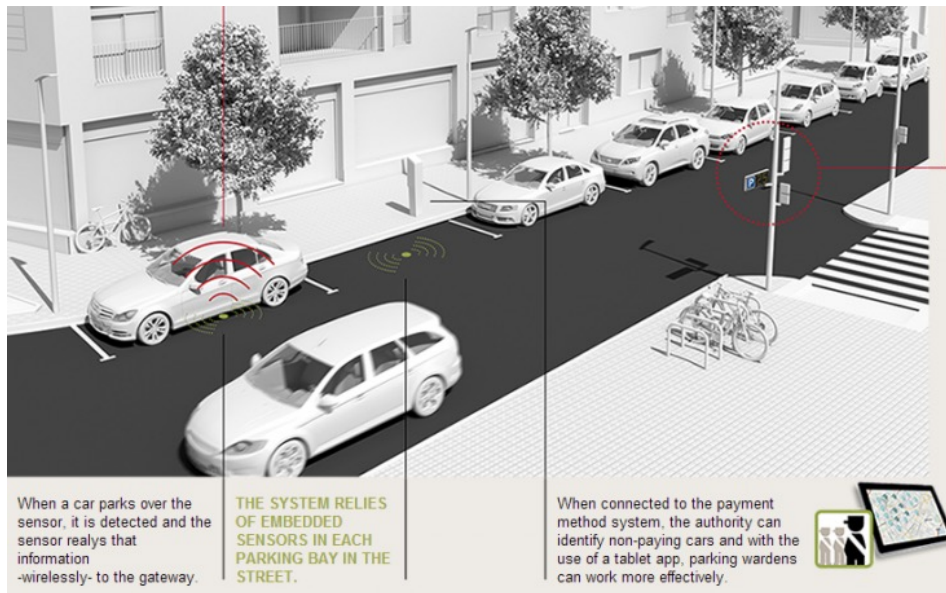 P
When a car parks over the
sensor, it is detected and the
sensor realys that
information
-wirelessly- to the gateway.
THE SYSTEM RELIES
OF EMBEDDED
SENSORS IN EACH
PARKING BAY IN THE
STREET.
When connected to the payment
method system, the authority can
identify non-paying cars and with the
use of a tablet app, parking wardens
can work more effectively.